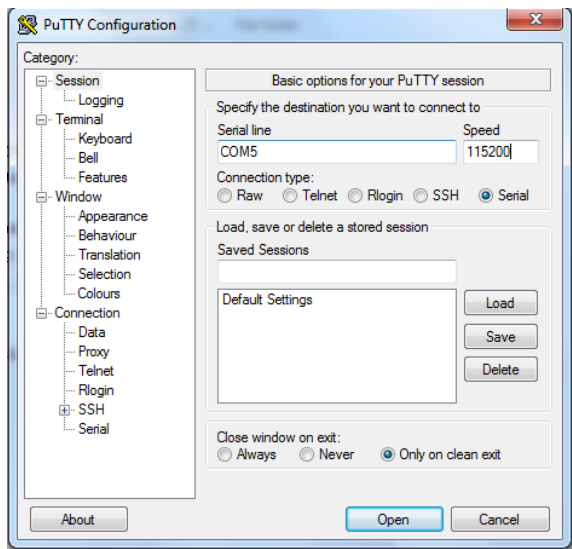 PuTTY Configuration
Category:
Session
Logging
Terminal
Keyboard
Bell
Features
Window
Appearance
Behaviour
Translation
Selection
Colours
Connection
Data
Proxy
Telnet
Rlogin
SSH
Serial
Basic options for your PuTTY session
Specify the destination you want to connect to
Serial line Speed
COM5 115200
Connection type:
Raw Telnet Rlogin SSH Serial
Load, save or delete a stored session
Saved Sessions
Default Settings
Load
Save
Delete
Close window on exit:
Always Never Only on clean exit
About Open Cancel